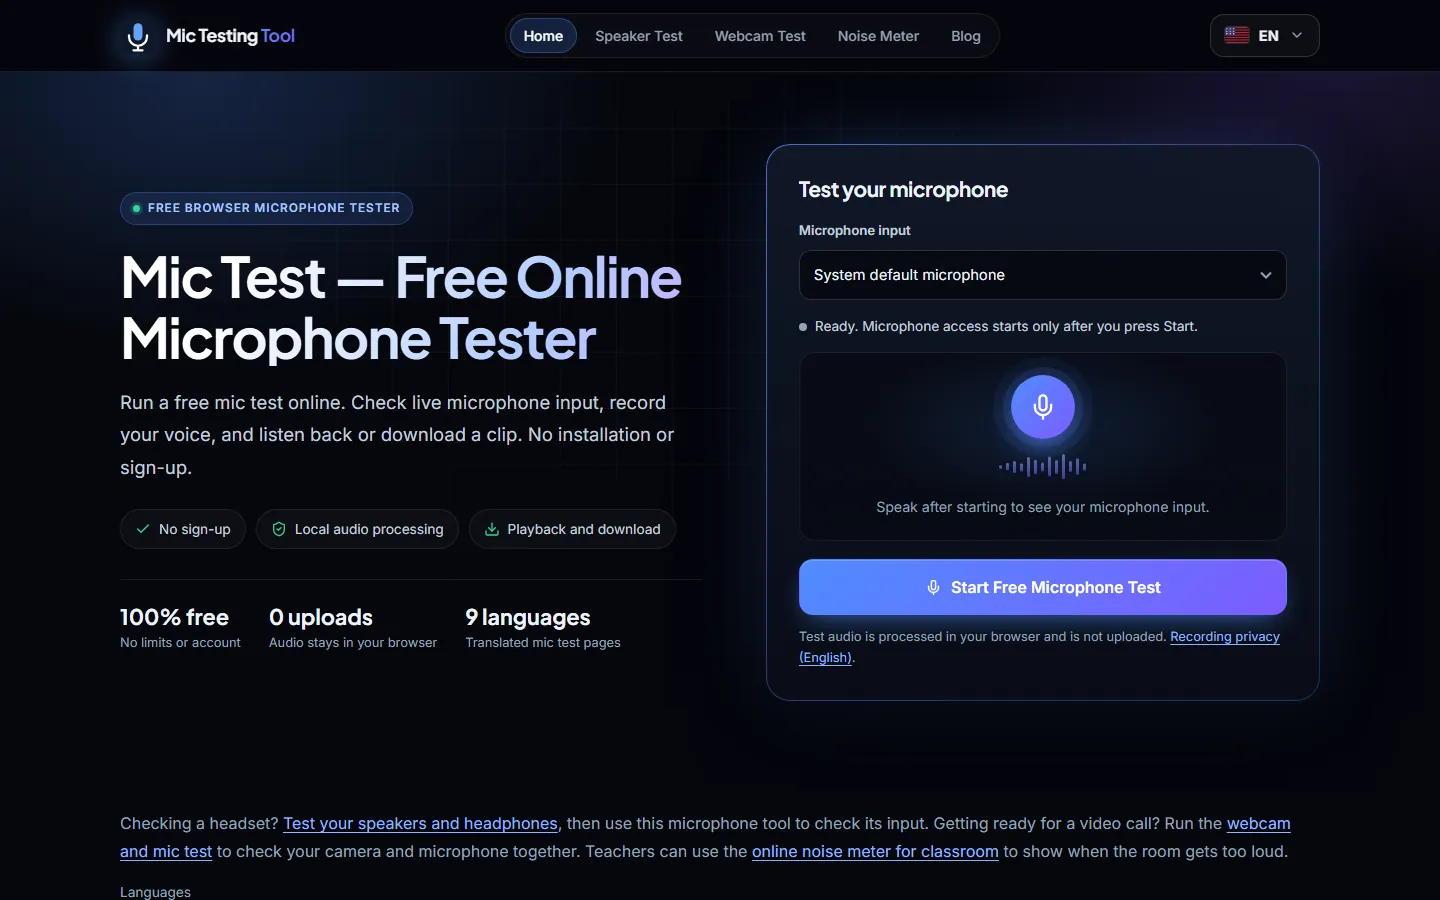 Mic Testing Tool
Home
Speaker Test
Webcam Test
Noise Meter
Blog
EN
FREE BROWSER MICROPHONE TESTER
Mic Test — Free Online
Microphone Tester
Run a free mic test online. Check live microphone input, record
your voice, and listen back or download a clip. No installation or
sign-up.
No sign-up
Local audio processing
Playback and download
100% free
No limits or account
0 uploads
Audio stays in your browser
9 languages
Translated mic test pages
Test your microphone
Microphone input
System default microphone
Ready. Microphone access starts only after you press Start.
Speak after starting to see your microphone input.
Start Free Microphone Test
Test audio is processed in your browser and is not uploaded. Recording privacy
(English).
Checking a headset? Test your speakers and headphones, then use this microphone tool to check its input. Getting ready for a video call? Run the webcam
and mic test to check your camera and microphone together. Teachers can use the online noise meter for classroom to show when the room gets too loud.
Languages